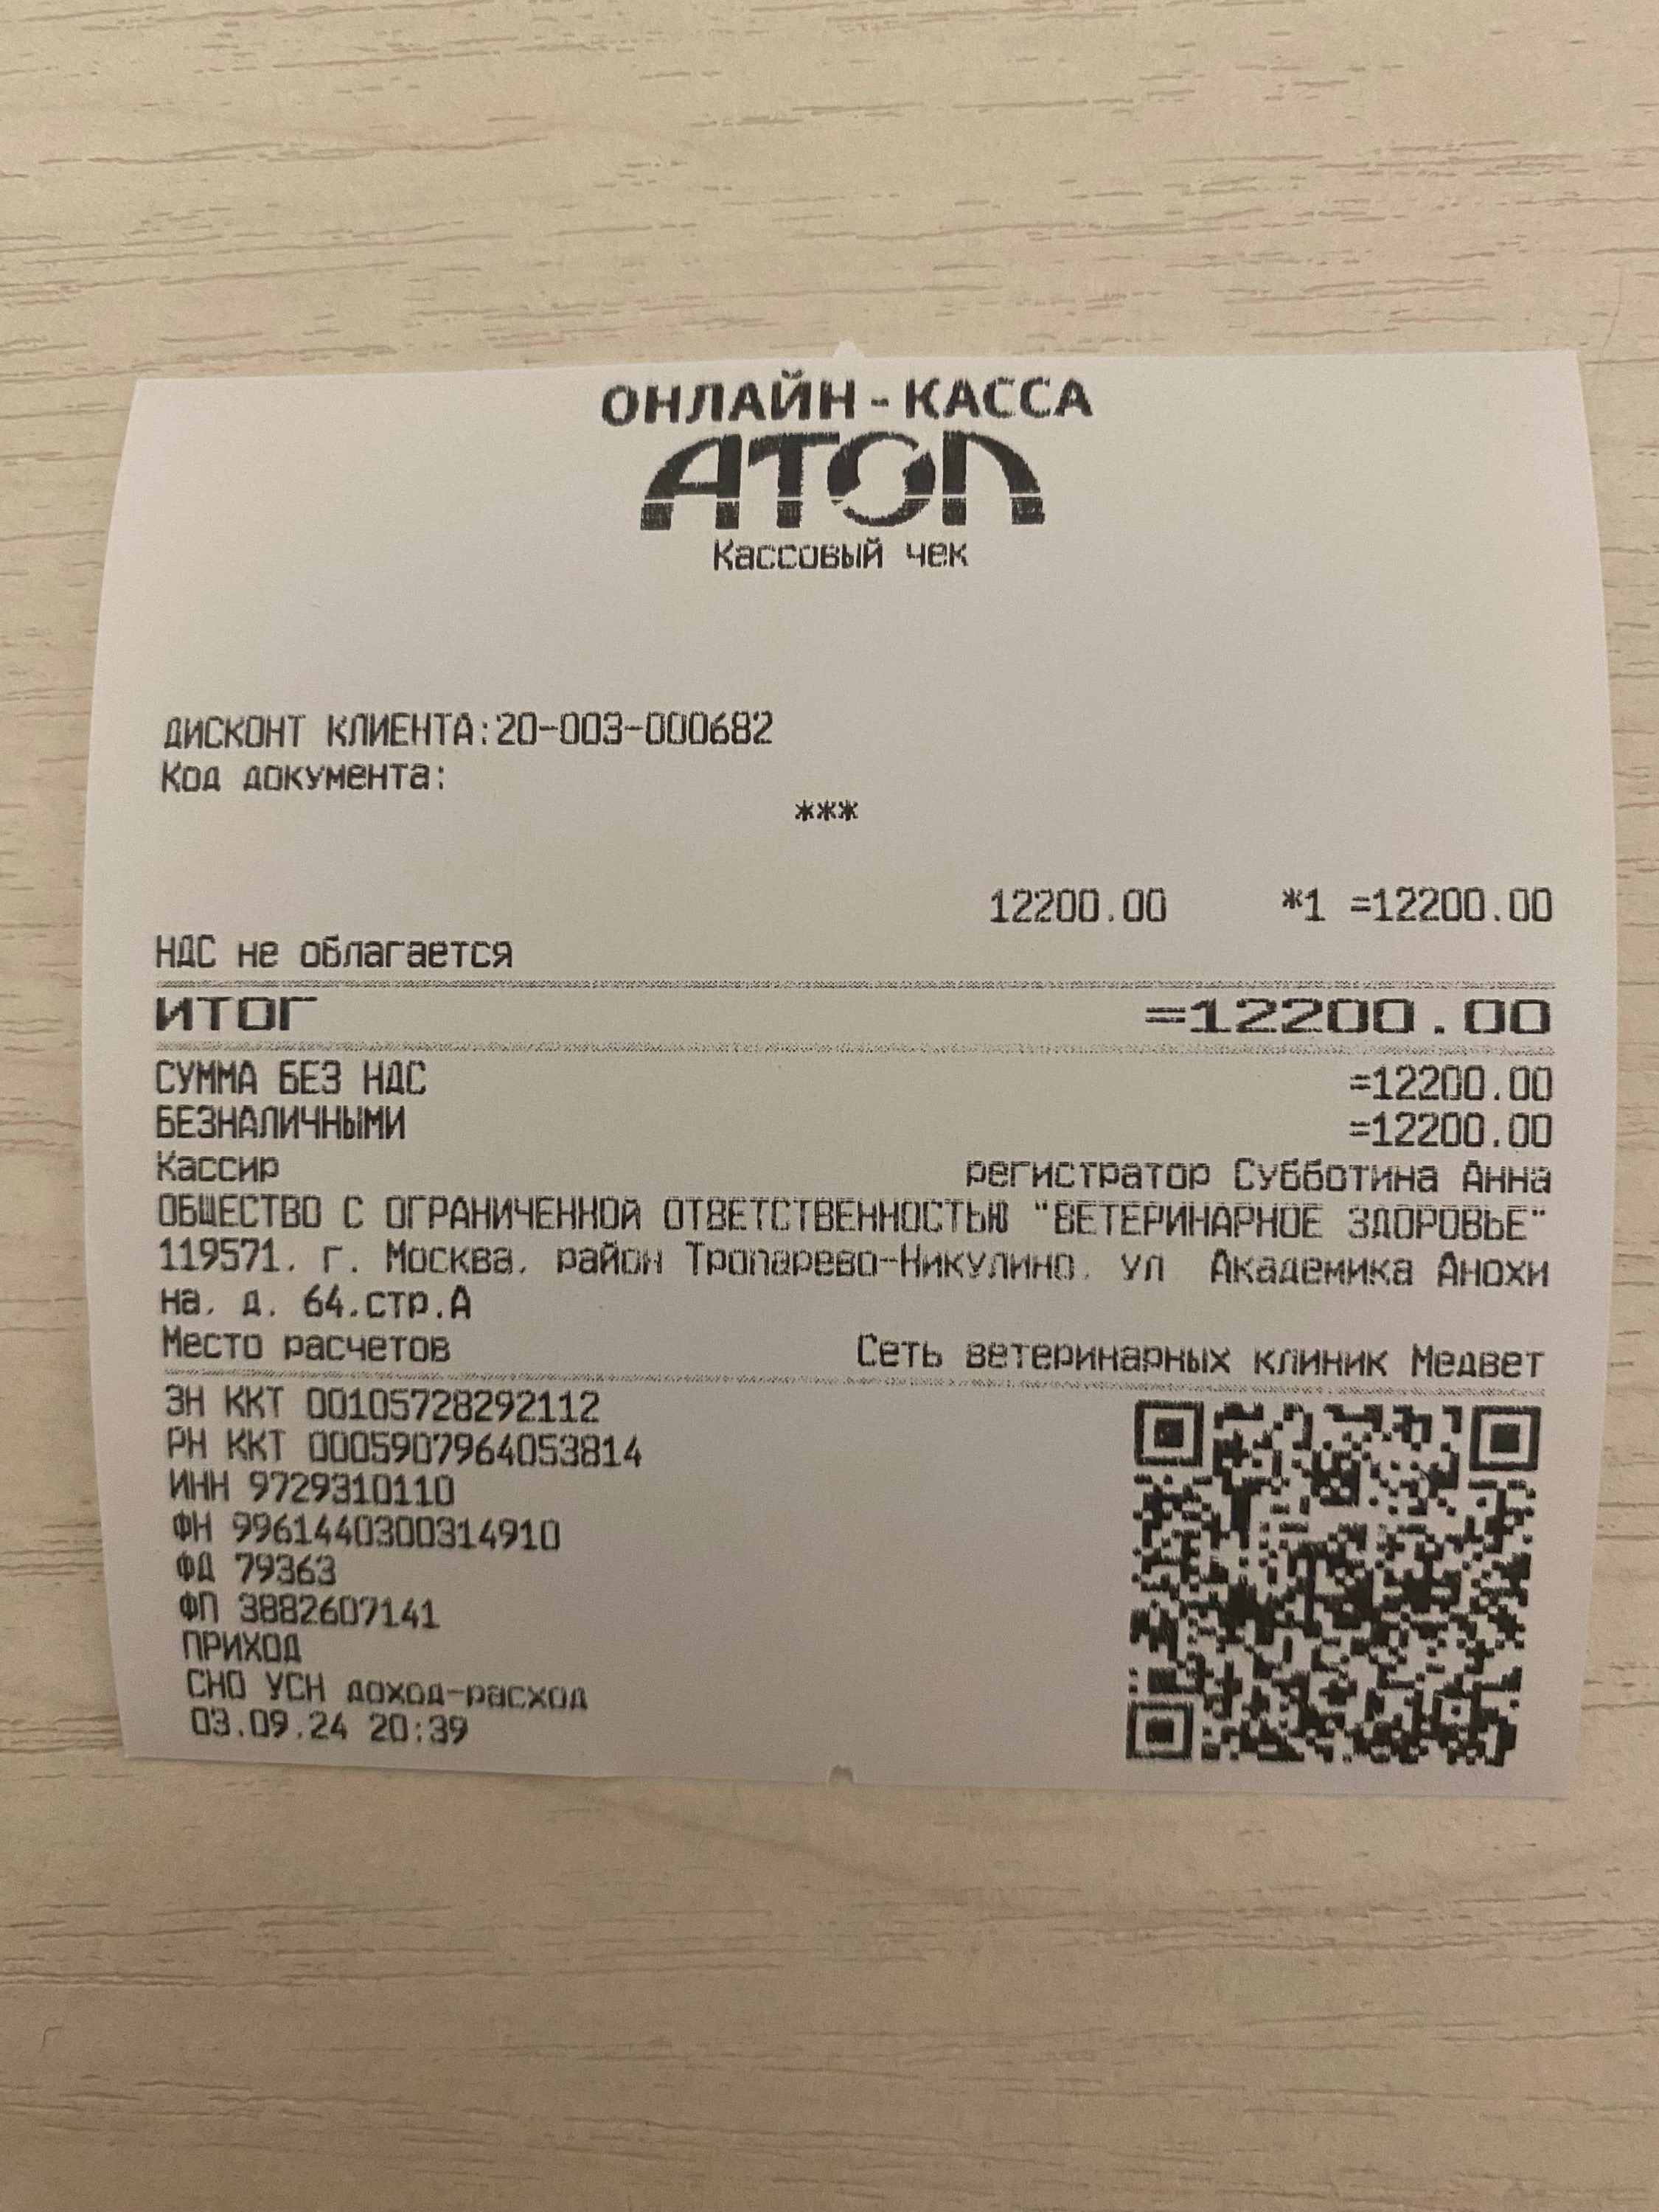 ОНЛАЙН-КАССА
АТОЛ
Кассовый чек
ДИСКОНТ КЛИЕНТА:20-003-000682
Код документа:
***
12200.00 *1 =12200.00
НДС не облагается
ИТОГ =12200.00
СУММА БЕЗ НДС =12200.00
БЕЗНАЛИЧНЫМИ =12200.00
Кассир регистратор Субботина Анна
ОБЩЕСТВО С ОГРАНИЧЕННОЙ ОТВЕТСТВЕННОСТЬЮ "ВЕТЕРИНАРНОЕ ЗДОРОВЬЕ"
119571, г. Москва, район Тропарево-Никулино, ул Академика Анохи
на, д. 64,стр.А
Место расчетов Сеть ветеринарных клиник Медвет
ЗН ККТ 00105728292112
РН ККТ 0005907964053814
ИНН 9729310110
ФН 9961440300314910
ФД 79363
ФП 3882607141
ПРИХОД
СНО УСН доход-расход
03.09.24 20:39